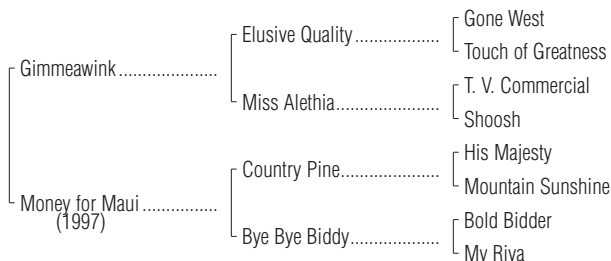 Gone West
Elusive Quality..................
Touch of Greatness
Gimmeawink.....................
T. V. Commercial
Miss Alethia......................
Shoosh
His Majesty
Country Pine.....................
Mountain Sunshine
Money for Maui................
(1997)
Bold Bidder
Bye Bye Biddy...................
My Riva